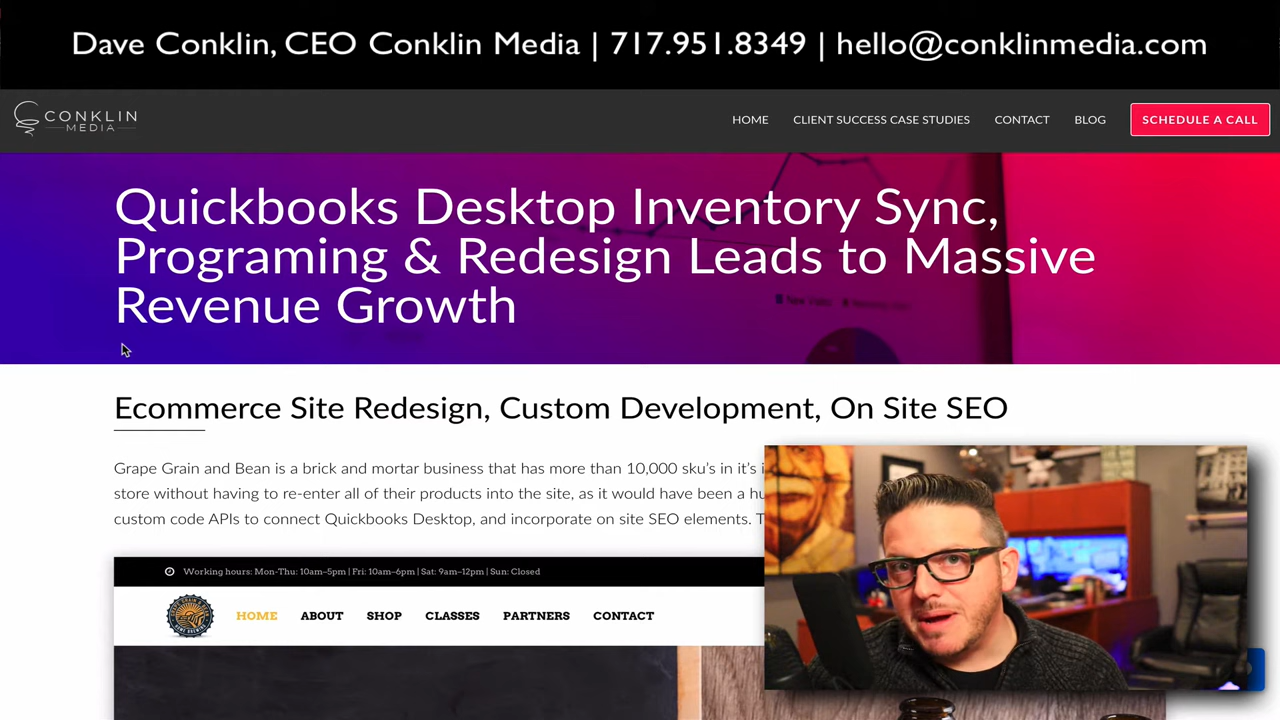 Dave Conklin, CEO Conklin Media | 717.951.8349 | hello@conklinmedia.com
CONKLIN
MEDIA
HOME
CLIENT SUCCESS CASE STUDIES
CONTACT
BLOG
SCHEDULE A CALL
Quickbooks Desktop Inventory Sync,
Programing & Redesign Leads to Massive
Revenue Growth
Ecommerce Site Redesign, Custom Development, On Site SEO
Grape Grain and Bean is a brick and mortar business that has more than 10,000 sku's in it's
store without having to re-enter all of their products into the site, as it would have been a
custom code APIs to connect Quickbooks Desktop, and incorporate on site SEO elements.
Working hours: Mon-Thu: 10am–5pm | Fri: 10am–6pm | Sat: 9am–12pm | Sun: Closed
HOME
ABOUT
SHOP
CLASSES
PARTNERS
CONTACT